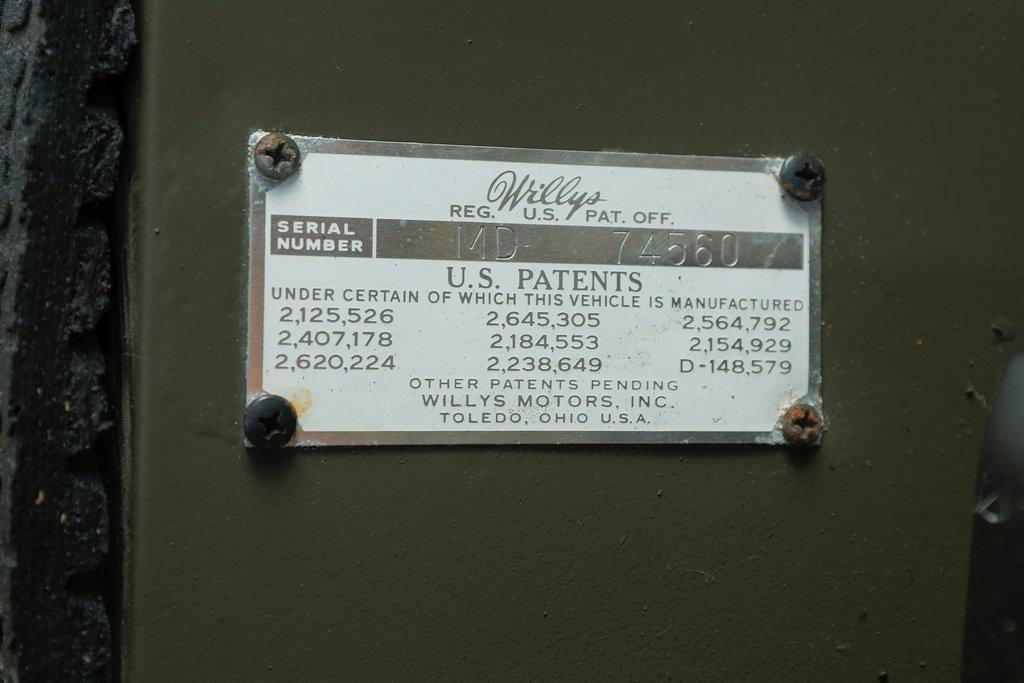 Willys
REG. U.S. PAT. OFF.
SERIAL NUMBER MD 74560
U.S. PATENTS
UNDER CERTAIN OF WHICH THIS VEHICLE IS MANUFACTURED
2,125,526 2,645,305 2,564,792
2,407,178 2,184,553 2,154,929
2,620,224 2,238,649 D-148,579
OTHER PATENTS PENDING
WILLYS MOTORS, INC.
TOLEDO, OHIO U.S.A.